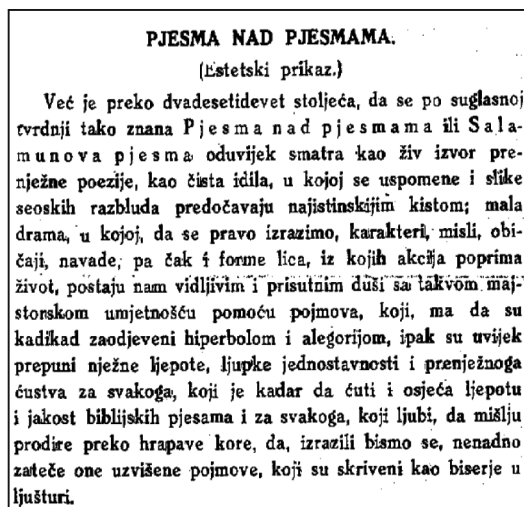 PJESMA NAD PJESMAMA.
(Estetski prikaz.)
Već je preko dvadesetidevet stoljeća, da se po suglasnoj
tvrdnji tako znana Pjesma nad pjesmama ili Sala-
munova pjesma oduvijek smatra kao živ izvor pre-
nježne poezije, kao čista idila, u kojoj se uspomene i slike
seoskih razbluda predočavaju najistinskijim kistom; mala
drama, u kojoj, da se pravo izrazimo, karakteri, misli, obi-
čaji, navade, pa čak i forme lica, iz kojih akcija poprima
život, postaju nam vidljivim i prisutnim duši sa takvom maj-
storskom umjetnošću pomoću pojmova, koji, ma da su
kadikad zaodjeveni hiperbolom i alegorijom, ipak su uvijek
prepuni nježne ljepote, ljupke jednostavnosti i prenježnoga
ćustva za svakoga, koji je kadar da ćuti i osjeća ljepotu
i jakost biblijskih pjesama i za svakoga, koji ljubi, da mišlju
prodire preko hrapave kore, da, izrazili bismo se, nenadno
zateče one uzvišene pojmove, koji su skriveni kao biserje u
ljušturi.